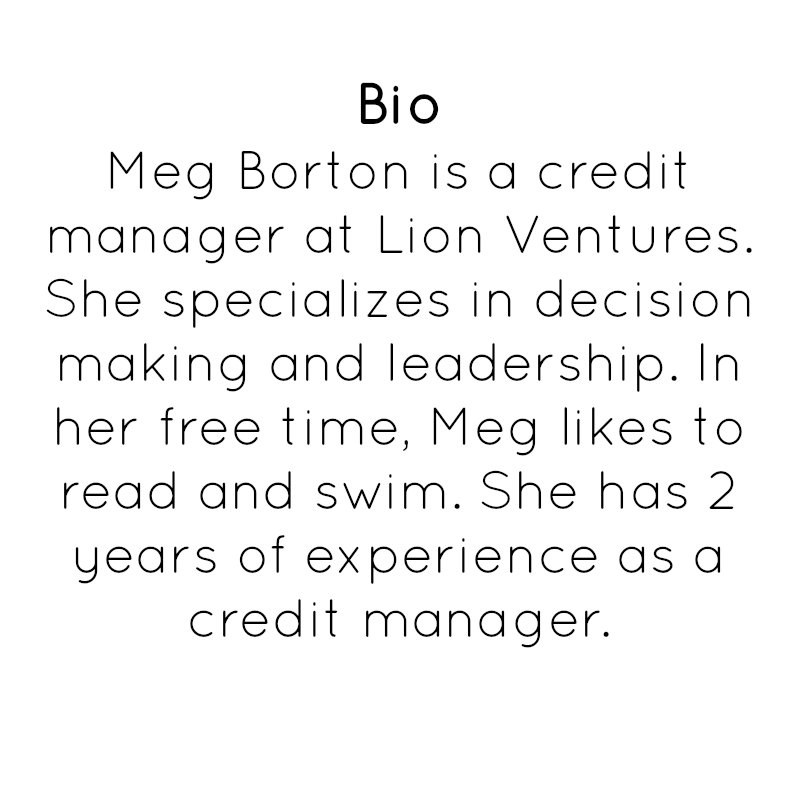 Bio
Meg Borton is a credit
manager at Lion Ventures.
She specializes in decision
making and leadership. In
her free time, Meg likes to
read and swim. She has 2
years of experience as a
credit manager.